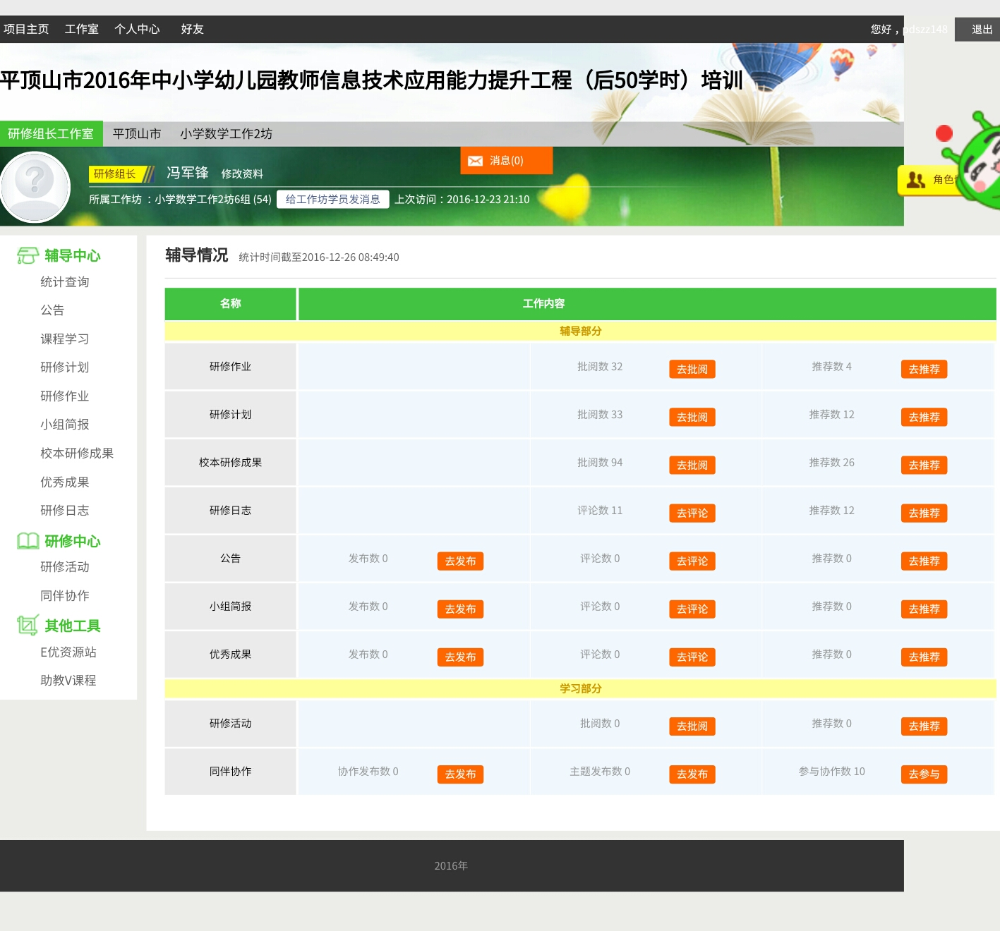 项目主页 工作室 个人中心 好友 您好，pdszz148 退出
平顶山市2016年中小学幼儿园教师信息技术应用能力提升工程（后50学时）培训
研修组长工作室 平顶山市 小学数学工作2坊
消息(0)
研修组长 冯军锋 修改资料
角色
所属工作坊 ：小学数学工作2坊6组 (54) 给工作坊学员发消息 上次访问：2016-12-23 21:10
辅导中心
统计查询
公告
课程学习
研修计划
研修作业
小组简报
校本研修成果
优秀成果
研修日志
研修中心
研修活动
同伴协作
其他工具
E优资源站
助教V课程
辅导情况 统计时间截至2016-12-26 08:49:40
名称 工作内容
辅导部分
研修作业 批阅数 32 去批阅 推荐数 4 去推荐
研修计划 批阅数 33 去批阅 推荐数 12 去推荐
校本研修成果 批阅数 94 去批阅 推荐数 26 去推荐
研修日志 评论数 11 去评论 推荐数 12 去推荐
公告 发布数 0 去发布 评论数 0 去评论 推荐数 0 去推荐
小组简报 发布数 0 去发布 评论数 0 去评论 推荐数 0 去推荐
优秀成果 发布数 0 去发布 评论数 0 去评论 推荐数 0 去推荐
学习部分
研修活动 批阅数 0 去批阅 推荐数 0 去推荐
同伴协作 协作发布数 0 去发布 主题发布数 0 去发布 参与协作数 10 去参与
2016年